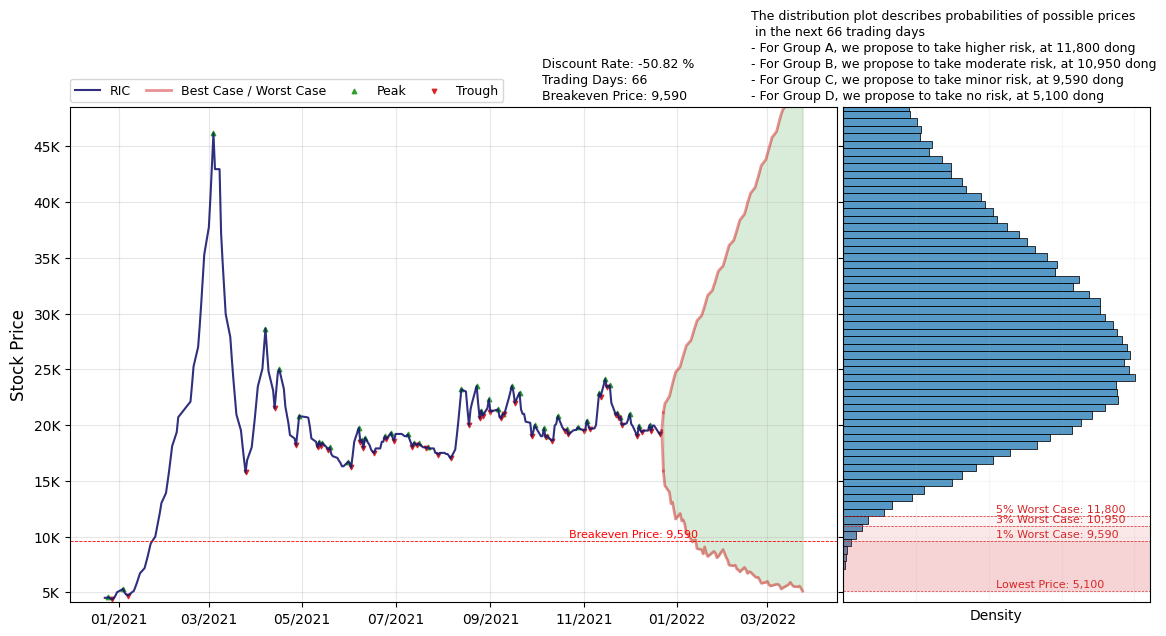 The distribution plot describes probabilities of possible prices
in the next 66 trading days
- For Group A, we propose to take higher risk, at 11,800 dong
- For Group B, we propose to take moderate risk, at 10,950 dong
- For Group C, we propose to take minor risk, at 9,590 dong
- For Group D, we propose to take no risk, at 5,100 dong
Discount Rate: -50.82 %
Trading Days: 66
Breakeven Price: 9,590
RIC
Best Case / Worst Case
Peak
Trough
Stock Price
45K
40K
35K
30K
25K
20K
15K
10K
5K
Breakeven Price: 9,590
5% Worst Case: 11,800
3% Worst Case: 10,950
1% Worst Case: 9,590
Lowest Price: 5,100
01/2021
03/2021
05/2021
07/2021
09/2021
11/2021
01/2022
03/2022
Density